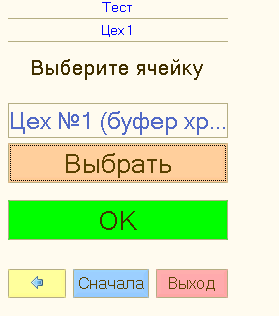 Тест
Цех 1
Выберите ячейку
Цех №1 (буфер хр...
Выбрать
OK
Сначала Выход